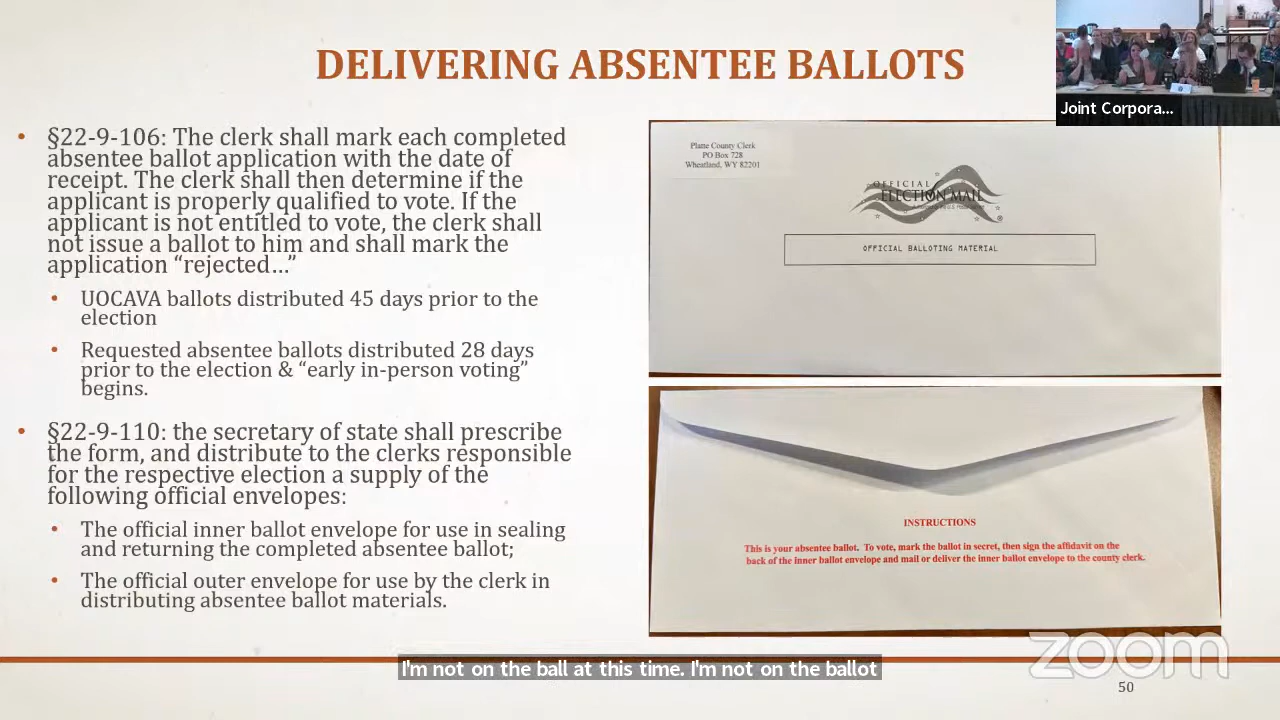 DELIVERING ABSENTEE BALLOTS
Joint Corpora...
• §22-9-106: The clerk shall mark each completed
absentee ballot application with the date of
receipt. The clerk shall then determine if the
applicant is properly qualified to vote. If the
applicant is not entitled to vote, the clerk shall
not issue a ballot to him and shall mark the
application “rejected…”
• UOCAVA ballots distributed 45 days prior to the
election
• Requested absentee ballots distributed 28 days
prior to the election & “early in-person voting”
begins.
• §22-9-110: the secretary of state shall prescribe
the form, and distribute to the clerks responsible
for the respective election a supply of the
following official envelopes:
• The official inner ballot envelope for use in sealing
and returning the completed absentee ballot;
• The official outer envelope for use by the clerk in
distributing absentee ballot materials.
Platte County Clerk
PO Box 728
Wheatland, WY 82201
OFFICIAL
ELECTION MAIL
®
OFFICIAL BALLOTING MATERIAL
INSTRUCTIONS
This is your absentee ballot. To vote, mark the ballot in secret, then sign the affidavit on the
back of the inner ballot envelope and mail or deliver the inner ballot envelope to the county clerk.
zoom
I'm not on the ball at this time. I'm not on the ballot
50